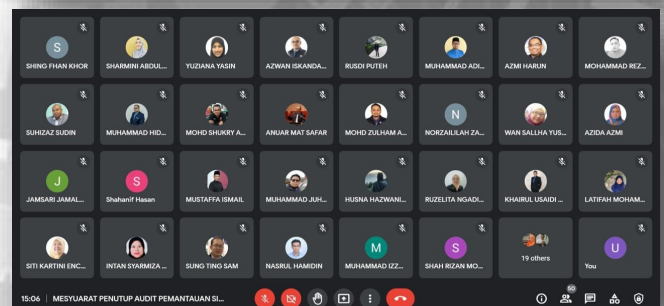 S
SHING FHAN KHOR
SHARMINI ABDUL...
YUZIANA YASIN
AZWAN ISKANDA...
RUSDI PUTEH
MUHAMMAD ADI...
AZMI HARUN
MOHAMMAD REZ...
SUHIZAZ SUDIN
MUHAMMAD HID...
MOHD SHUKRY A...
ANUAR MAT SAFAR
MOHD ZULHAM A...
N
NORZAILILAH ZA...
WAN SALLHA YUS...
AZIDA AZMI
J
JAMSARI JAMAL...
S
Shahanif Hasan
MUSTAFFA ISMAIL
MUHAMMAD JUH...
HUSNA HAZWANI...
RUZELITA NGADI...
KHAIRUL USAIDI ...
LATIFAH MOHAM...
SITI KARTINI ENC...
INTAN SYARMIZA ...
SUNG TING SAM
NASRUL HAMIDIN
M
MUHAMMAD IZZ...
S
SHAH RIZAN MO...
19 others
U
You
15:06 | MESYUARAT PENUTUP AUDIT PEMANTAUAN SI...
50